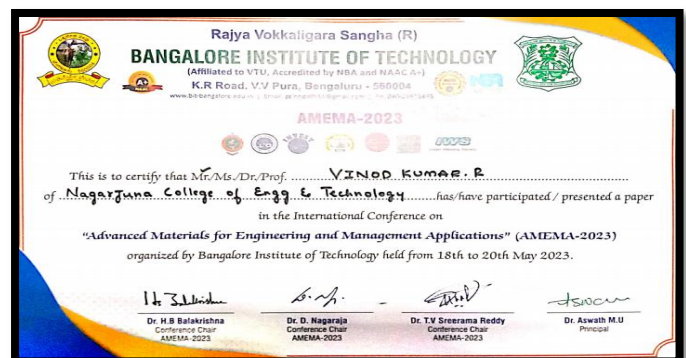 Rajya Vokkaligara Sangha (R)
BANGALORE INSTITUTE OF TECHNOLOGY
(Affiliated to VTU, Accredited by NBA and NAAC A+)
K.R Road, V.V Pura, Bengaluru - 560004
AMEMA-2023
IWS
This is to certify that Mr/Ms./Dr./Prof. VINOD KUMAR.R
of Nagarjuna College of Engg & Technology has/have participated / presented a paper
in the International Conference on
"Advanced Materials for Engineering and Management Applications" (AMEMA-2023)
organized by Bangalore Institute of Technology held from 18th to 20th May 2023.
Dr. H.B Balakrishna Dr. D. Nagaraja Dr. T.V Sreerama Reddy Dr. Aswath M.U
Conference Chair Conference Chair Conference Chair Principal
AMEMA-2023 AMEMA-2023 AMEMA-2023